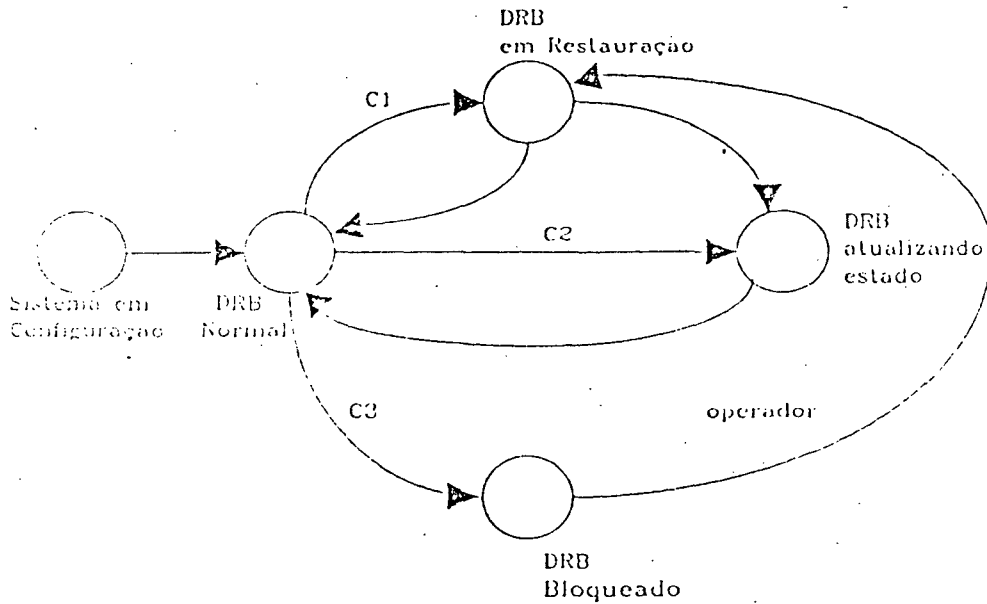 DRB
em Restauração
C1
C2
DRB
atualizando
estado
Sistema em
Configuração
DRB
Normal
C3
operador
DRB
Bloqueado